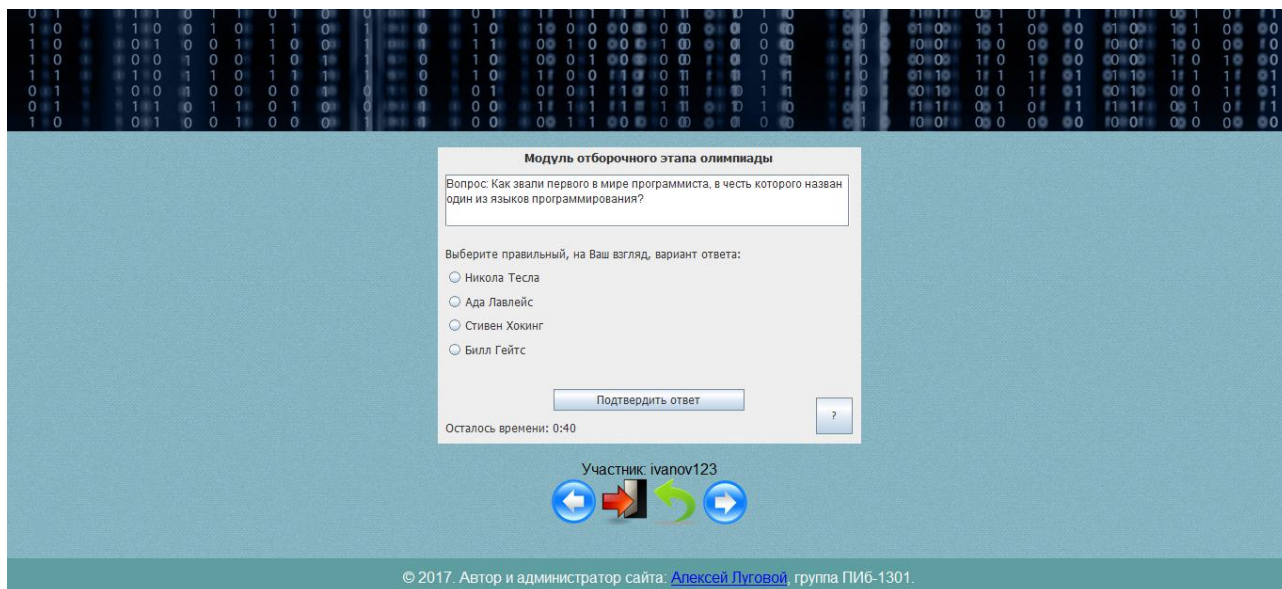 Модуль отборочного этапа олимпиады
Вопрос: Как звали первого в мире программиста, в честь которого назван
один из языков программирования?
Выберите правильный, на Ваш взгляд, вариант ответа:
Никола Тесла
Ада Лавлейс
Стивен Хокинг
Билл Гейтс
Подтвердить ответ
?
Осталось времени: 0:40
Участник: ivanov123
© 2017. Автор и администратор сайта: Алексей Луговой, группа ПИб-1301.